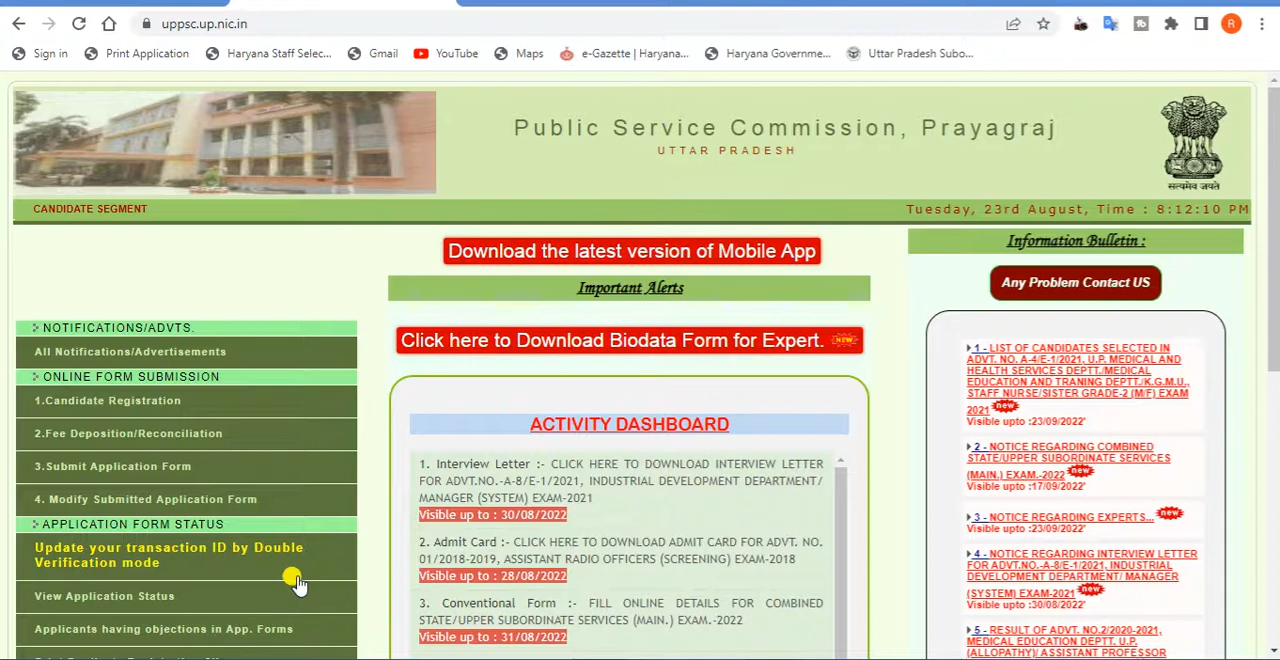 uppsc.up.nic.in
Sign in
Print Application
Haryana Staff Selec...
Gmail
YouTube
Maps
e-Gazette | Haryana...
Haryana Governme...
Uttar Pradesh Subo...
R
Public Service Commission, Prayagraj
UTTAR PRADESH
सत्यमेव जयते
CANDIDATE SEGMENT
Tuesday, 23rd August, Time : 8:12:10 PM
NOTIFICATIONS/ADVTS.
All Notifications/Advertisements
ONLINE FORM SUBMISSION
1.Candidate Registration
2.Fee Deposition/Reconciliation
3.Submit Application Form
4. Modify Submitted Application Form
APPLICATION FORM STATUS
Update your transaction ID by Double
Verification mode
View Application Status
Applicants having objections in App. Forms
Download the latest version of Mobile App
Important Alerts
Click here to Download Biodata Form for Expert. NEW
ACTIVITY DASHBOARD
1. Interview Letter :- CLICK HERE TO DOWNLOAD INTERVIEW LETTER
FOR ADVT.NO.-A-8/E-1/2021, INDUSTRIAL DEVELOPMENT DEPARTMENT/
MANAGER (SYSTEM) EXAM-2021
Visible up to : 30/08/2022
2. Admit Card :- CLICK HERE TO DOWNLOAD ADMIT CARD FOR ADVT. NO.
01/2018-2019, ASSISTANT RADIO OFFICERS (SCREENING) EXAM-2018
Visible up to : 28/08/2022
3. Conventional Form :- FILL ONLINE DETAILS FOR COMBINED
STATE/UPPER SUBORDINATE SERVICES (MAIN.) EXAM.-2022
Visible up to : 31/08/2022
Information Bulletin :
Any Problem Contact US
1 - LIST OF CANDIDATES SELECTED IN
ADVT. NO. A-4/E-1/2021, U.P. MEDICAL AND
HEALTH SERVICES DEPTT./MEDICAL
EDUCATION AND TRANING DEPTT./K.G.M.U.,
STAFF NURSE/SISTER GRADE-2 (M/F) EXAM
2021 new
Visible upto :23/09/2022'
2 - NOTICE REGARDING COMBINED
STATE/UPPER SUBORDINATE SERVICES
(MAIN.) EXAM.-2022 new
Visible upto :17/09/2022'
3 - NOTICE REGARDING EXPERTS... new
Visible upto :23/09/2022'
4 - NOTICE REGARDING INTERVIEW LETTER
FOR ADVT.NO.-A-8/E-1/2021, INDUSTRIAL
DEVELOPMENT DEPARTMENT/ MANAGER
(SYSTEM) EXAM-2021 new
Visible upto :30/08/2022'
5 - RESULT OF ADVT. NO.2/2020-2021,
MEDICAL EDUCATION DEPTT. U.P.
(ALLOPATHY)/ ASSISTANT PROFESSOR